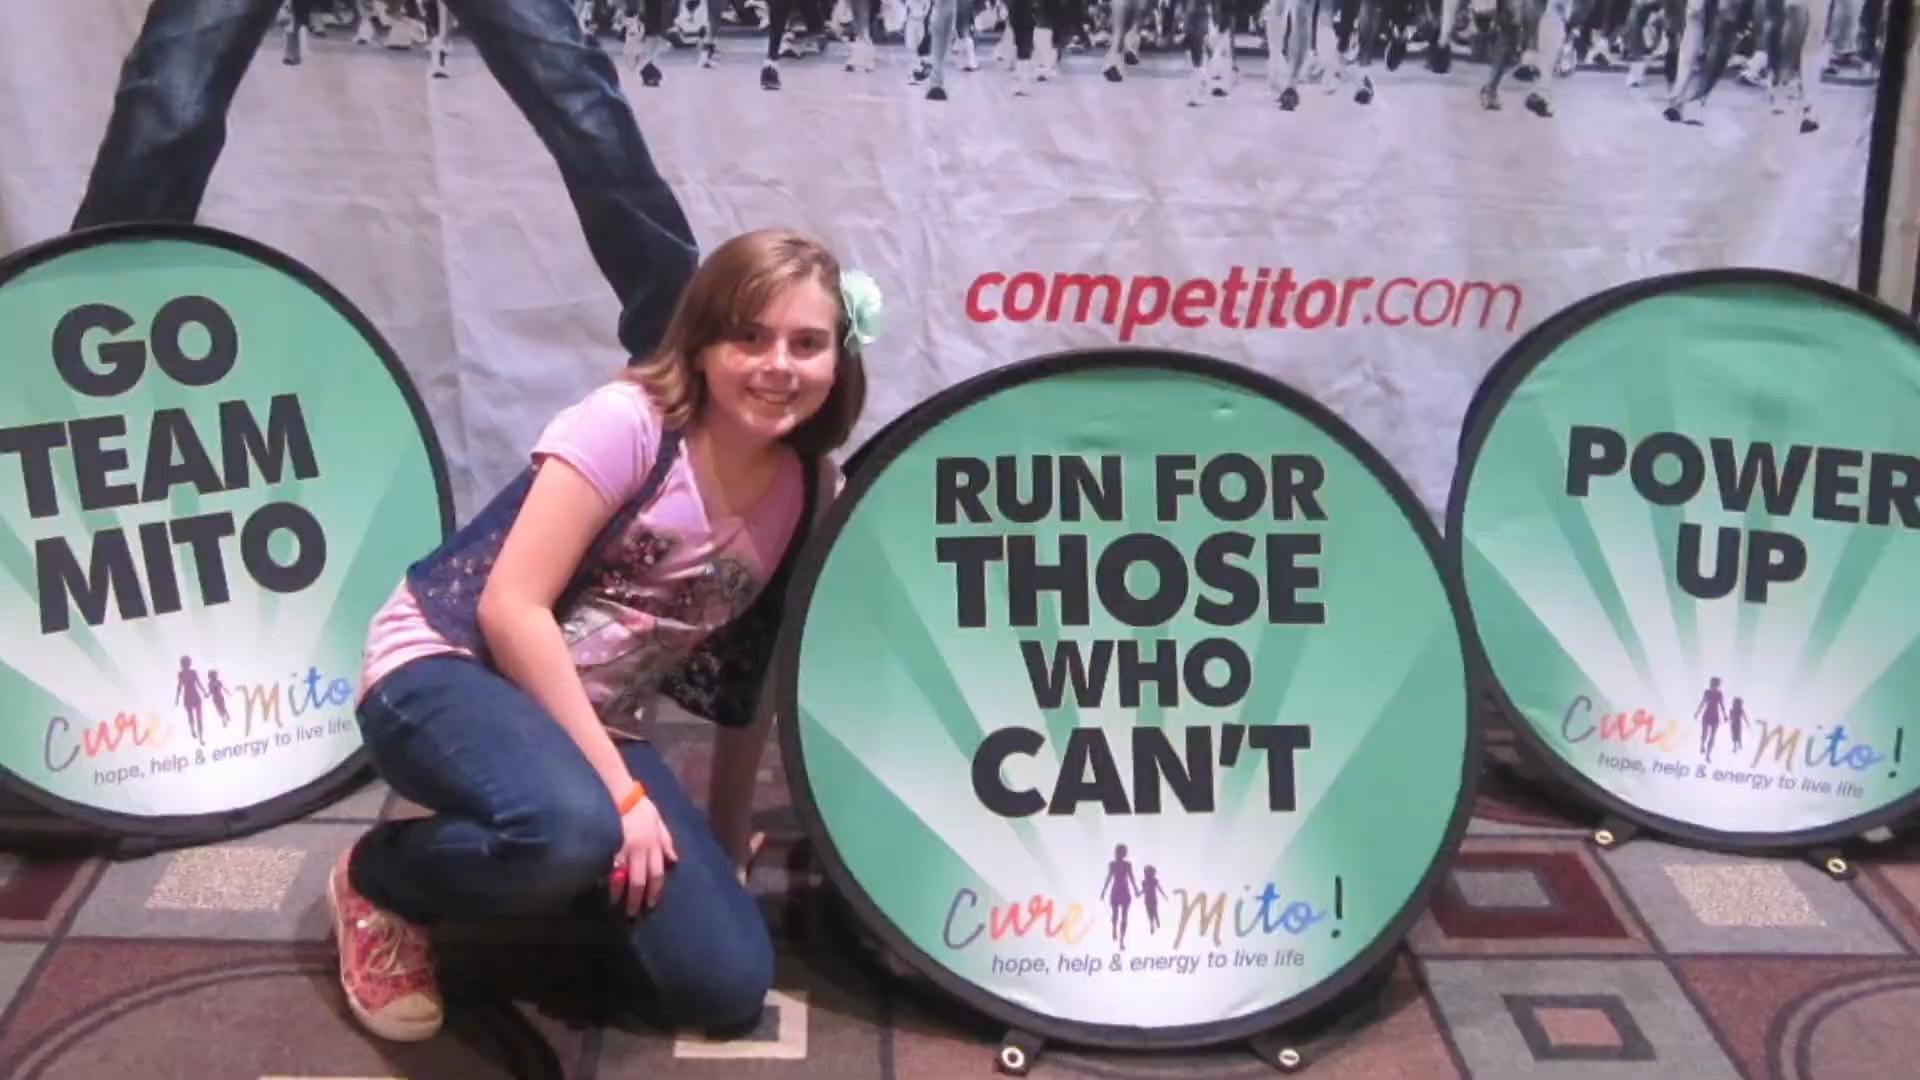 competitor.com
GO
TEAM
MITO
Cure Mito
hope, help & energy to live life
RUN FOR
THOSE
WHO
CAN'T
Cure Mito!
hope, help & energy to live life
POWER
UP
Cure Mito!
hope, help & energy to live life